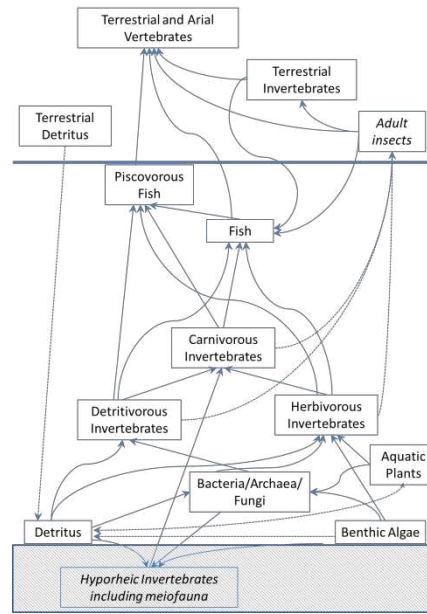 Terrestrial and Arial
Vertebrates
Terrestrial
Invertebrates
Terrestrial
Detritus
Adult
insects
Piscovorous
Fish
Fish
Carnivorous
Invertebrates
Detritivorous
Invertebrates
Herbivorous
Invertebrates
Aquatic
Plants
Bacteria/Archaea/
Fungi
Detritus
Benthic Algae
Hyporheic Invertebrates
including meiofauna